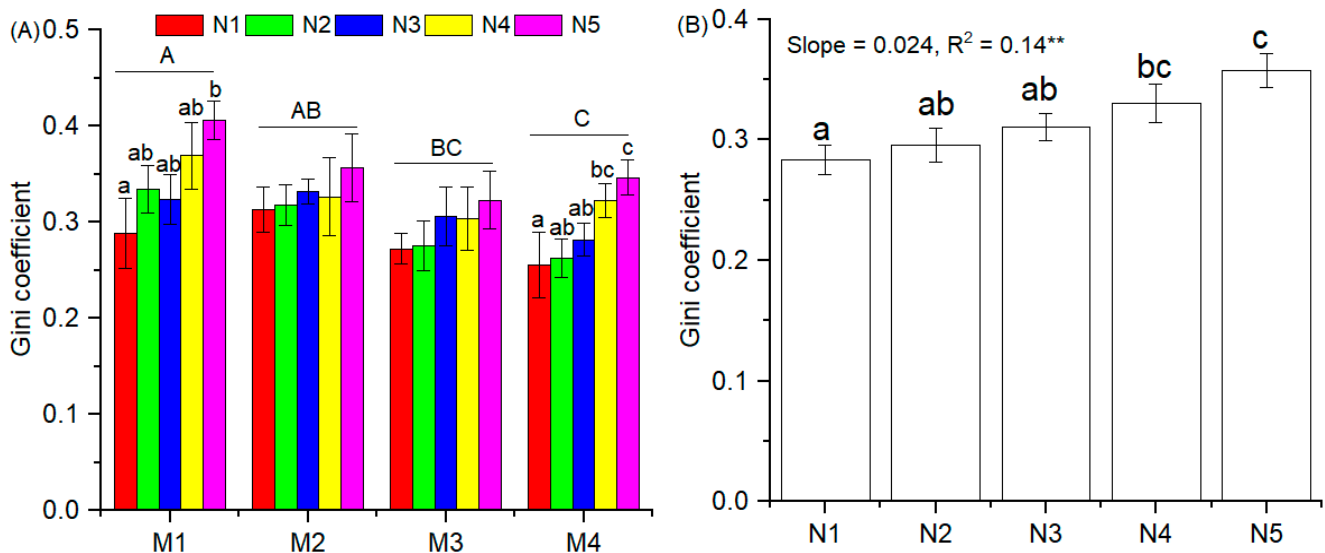 (A)
N1 N2 N3 N4 N5
0.5
0.4
0.3
0.2
0.1
0.0
Gini coefficient
A
a ab ab ab b
AB
BC
C
a ab ab bc c
M1 M2 M3 M4
(B)
0.4
0.3
0.2
0.1
0.0
Gini coefficient
Slope = 0.024, R² = 0.14**
a ab ab bc c
N1 N2 N3 N4 N5